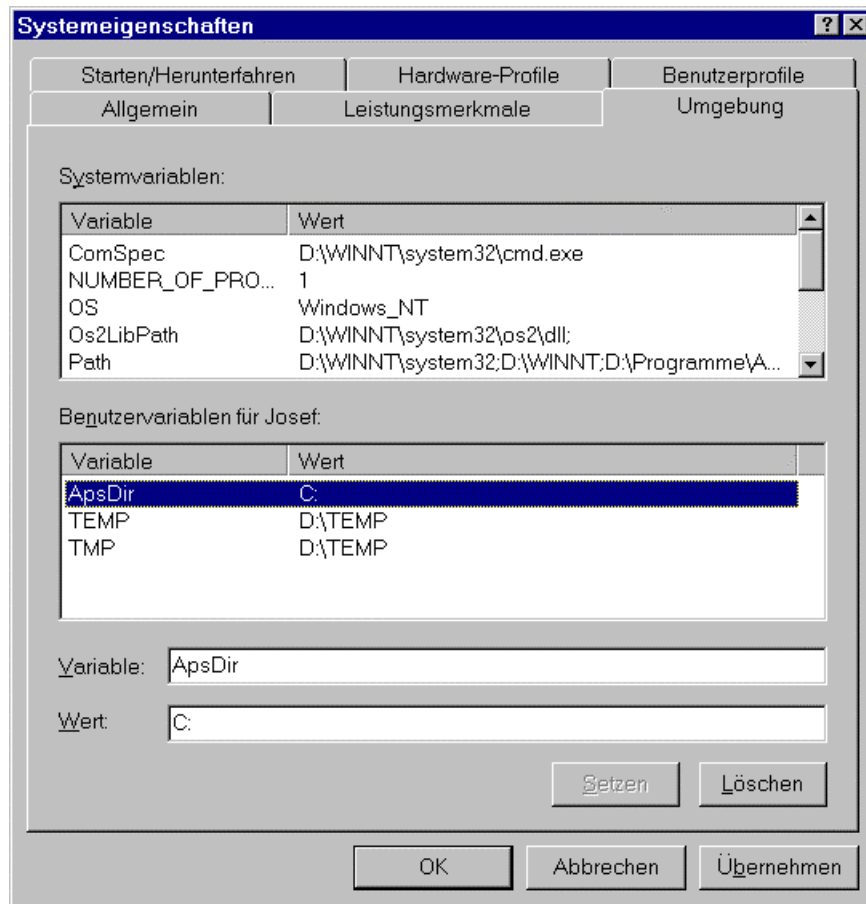 Systemeigenschaften
Starten/Herunterfahren Hardware-Profile Benutzerprofile
Allgemein Leistungsmerkmale Umgebung
Systemvariablen:
Variable Wert
ComSpec D:\WINNT\system32\cmd.exe
NUMBER_OF_PRO... 1
OS Windows_NT
Os2LibPath D:\WINNT\system32\os2\dll;
Path D:\WINNT\system32;D:\WINNT;D:\Programme\A...
Benutzervariablen für Josef:
Variable Wert
ApsDir C:
TEMP D:\TEMP
TMP D:\TEMP
Variable: ApsDir
Wert: C:
Setzen Löschen
OK Abbrechen Übernehmen